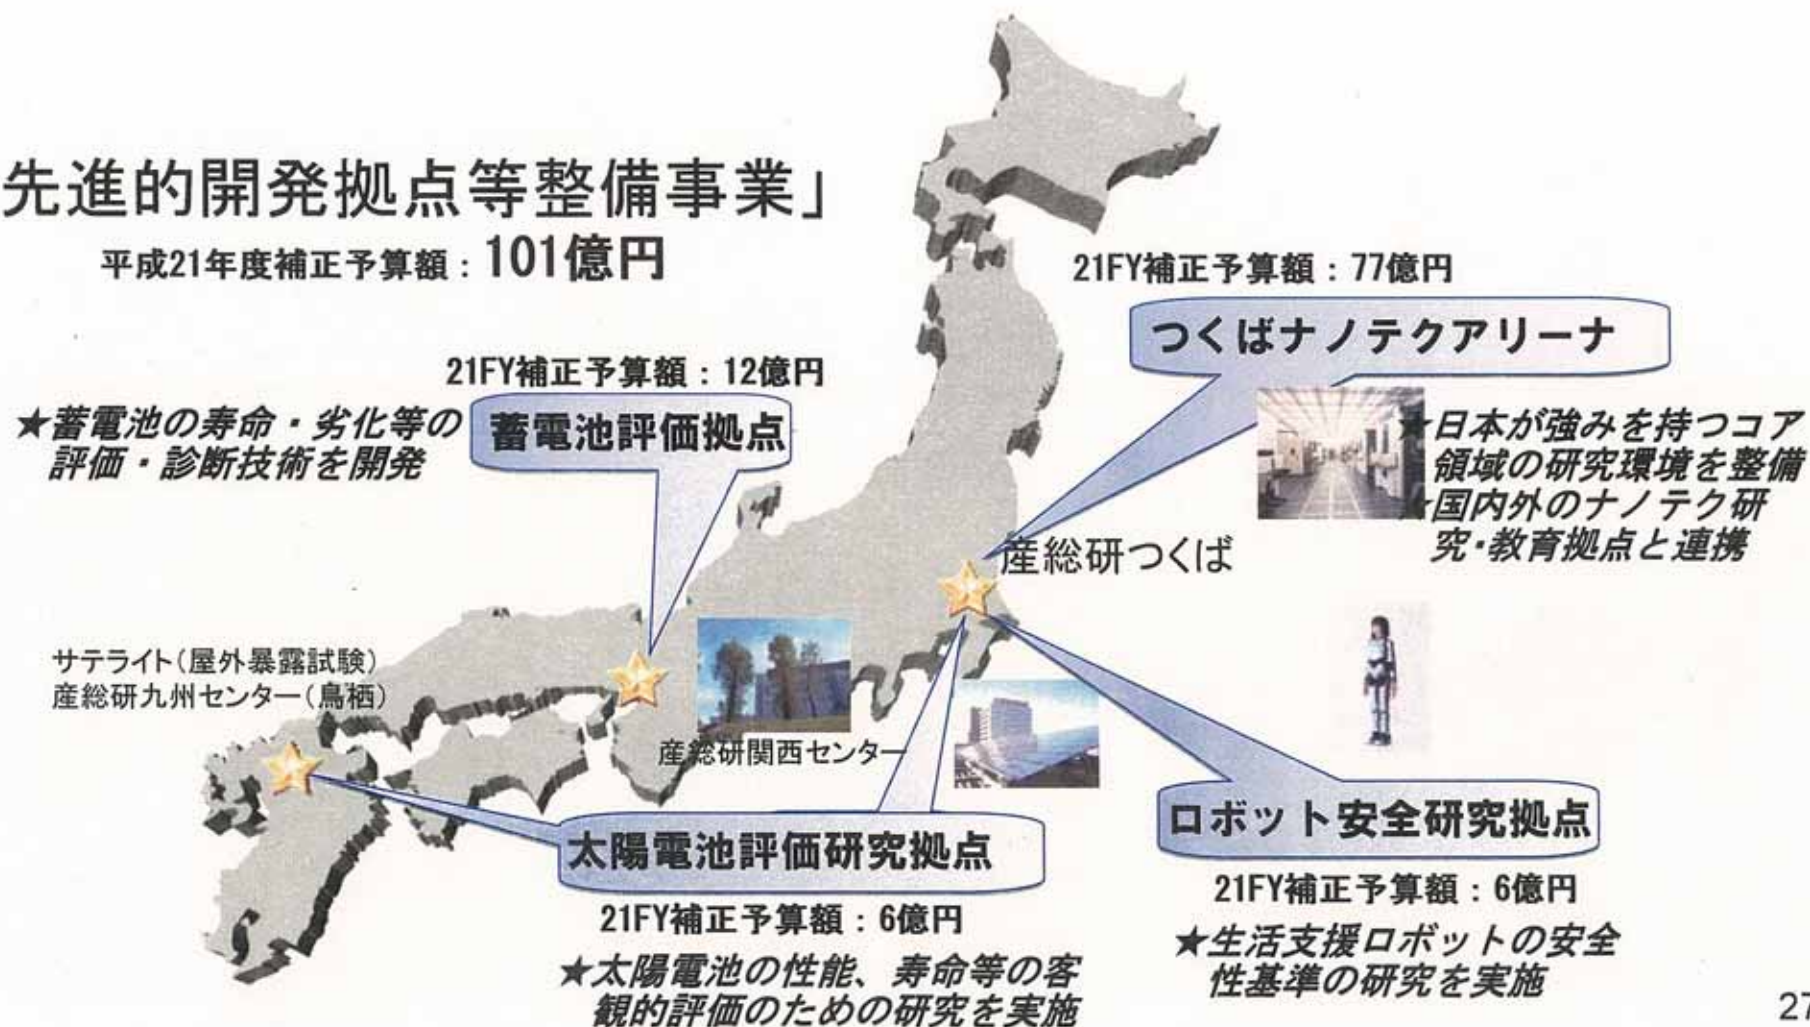 先進的開発拠点等整備事業」
平成21年度補正予算額：101億円
21FY補正予算額：77億円
つくばナノテクアリーナ
★日本が強みを持つコア
領域の研究環境を整備
★国内外のナノテク研
究・教育拠点と連携
21FY補正予算額：12億円
蓄電池評価拠点
★蓄電池の寿命・劣化等の
評価・診断技術を開発
産総研つくば
サテライト（屋外暴露試験）
産総研九州センター（鳥栖）
産総研関西センター
太陽電池評価研究拠点
21FY補正予算額：6億円
★太陽電池の性能、寿命等の客
観的評価のための研究を実施
ロボット安全研究拠点
21FY補正予算額：6億円
★生活支援ロボットの安全
性基準の研究を実施
27